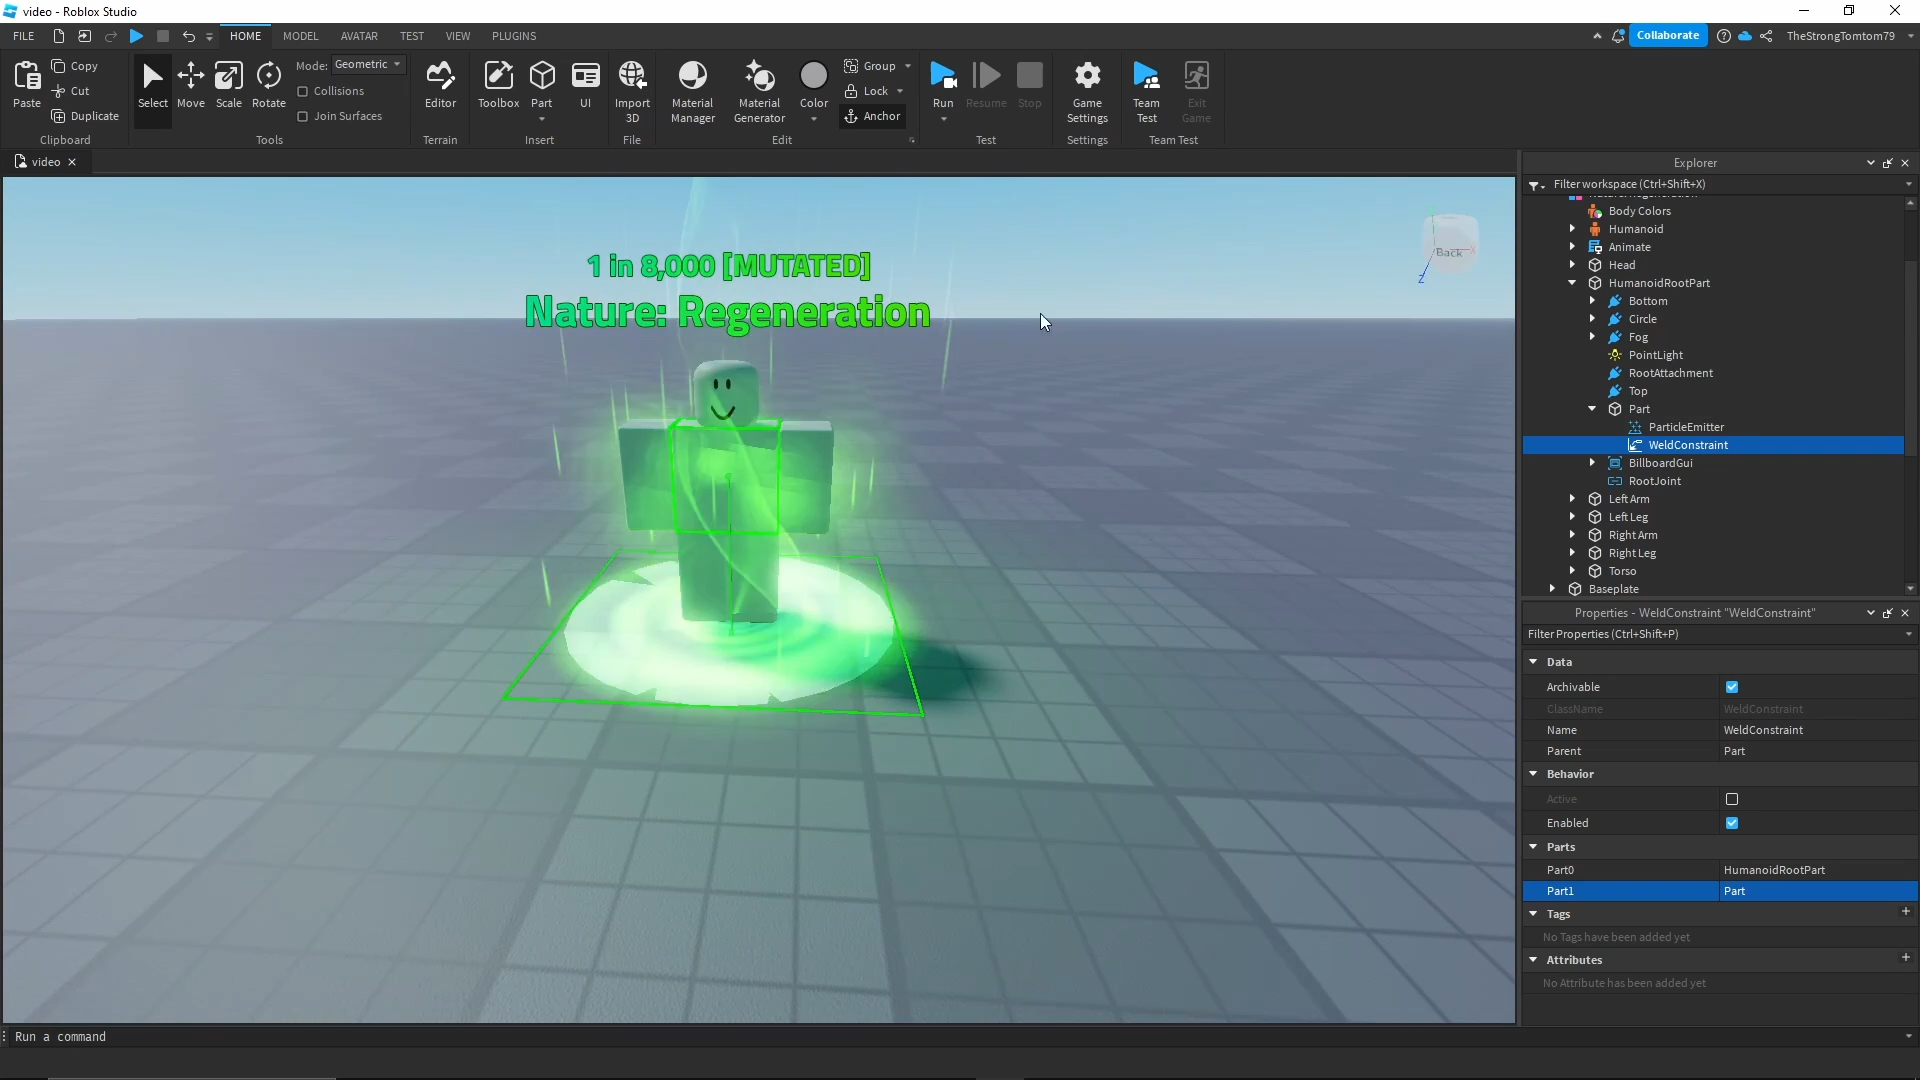 video - Roblox Studio
FILE
HOME
MODEL
AVATAR
TEST
VIEW
PLUGINS
Collaborate
TheStrongTomtom79
Paste
Copy
Cut
Duplicate
Clipboard
Select
Move
Scale
Rotate
Mode:
Geometric
Collisions
Join Surfaces
Tools
Editor
Terrain
Toolbox
Part
UI
Insert
Import
3D
File
Material
Manager
Material
Generator
Color
Group
Lock
Anchor
Edit
Run
Resume
Stop
Test
Game
Settings
Settings
Team
Test
Exit
Game
Team Test
video
1 in 8,000 [MUTATED]
Nature: Regeneration
Back
X
Z
Explorer
Filter workspace (Ctrl+Shift+X)
Body Colors
Humanoid
Animate
Head
HumanoidRootPart
Bottom
Circle
Fog
PointLight
RootAttachment
Top
Part
ParticleEmitter
WeldConstraint
BillboardGui
RootJoint
Left Arm
Left Leg
Right Arm
Right Leg
Torso
Baseplate
Properties - WeldConstraint "WeldConstraint"
Filter Properties (Ctrl+Shift+P)
Data
Archivable
ClassName WeldConstraint
Name WeldConstraint
Parent Part
Behavior
Active
Enabled
Parts
Part0 HumanoidRootPart
Part1 Part
Tags
No Tags have been added yet
Attributes
No Attribute has been added yet
Run a command